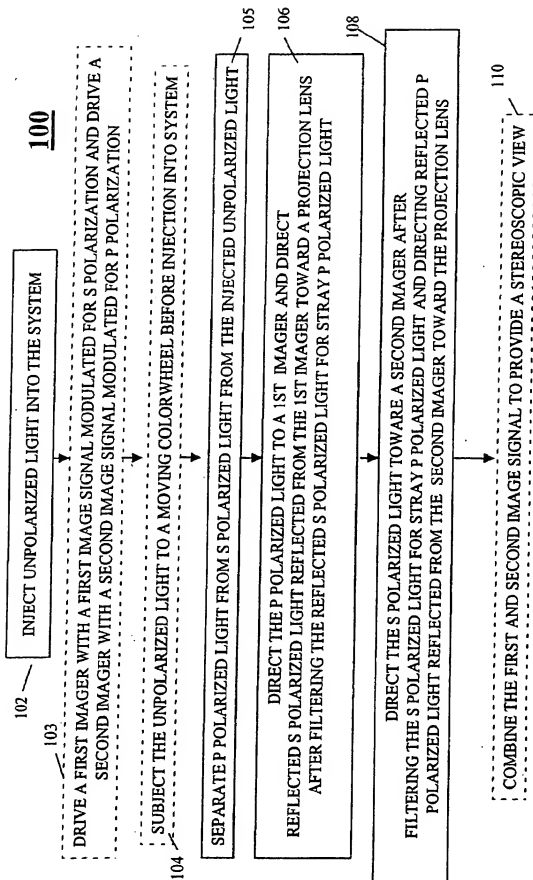 100
102
INJECT UNPOLARIZED LIGHT INTO THE SYSTEM
103
DRIVE A FIRST IMAGER WITH A FIRST IMAGE SIGNAL MODULATED FOR S POLARIZATION AND DRIVE A
SECOND IMAGER WITH A SECOND IMAGE SIGNAL MODULATED FOR P POLARIZATION
SUBJECT THE UNPOLARIZED LIGHT TO A MOVING COLORWHEEL BEFORE INJECTION INTO SYSTEM
104
SEPARATE P POLARIZED LIGHT FROM S POLARIZED LIGHT FROM THE INJECTED UNPOLARIZED LIGHT
105
DIRECT THE P POLARIZED LIGHT TO A 1ST IMAGER AND DIRECT
REFLECTED S POLARIZED LIGHT REFLECTED FROM THE 1ST IMAGER TOWARD A PROJECTION LENS
AFTER FILTERING THE REFLECTED S POLARIZED LIGHT FOR STRAY P POLARIZED LIGHT
106
DIRECT THE S POLARIZED LIGHT TOWARE A SECOND IMAGER AFTER
FILTERING THE S POLARIZED LIGHT FOR STRAY P POLARIZED LIGHT AND DIRECTING REFLECTED P
POLARIZED LIGHT REFLECTED FROM THE SECOND IMAGER TOWARD THE PROJECTION LENS
108
COMBINE THE FIRST AND SECOND IMAGE SIGNAL TO PROVIDE A STEREOSCOPIC VIEW
110